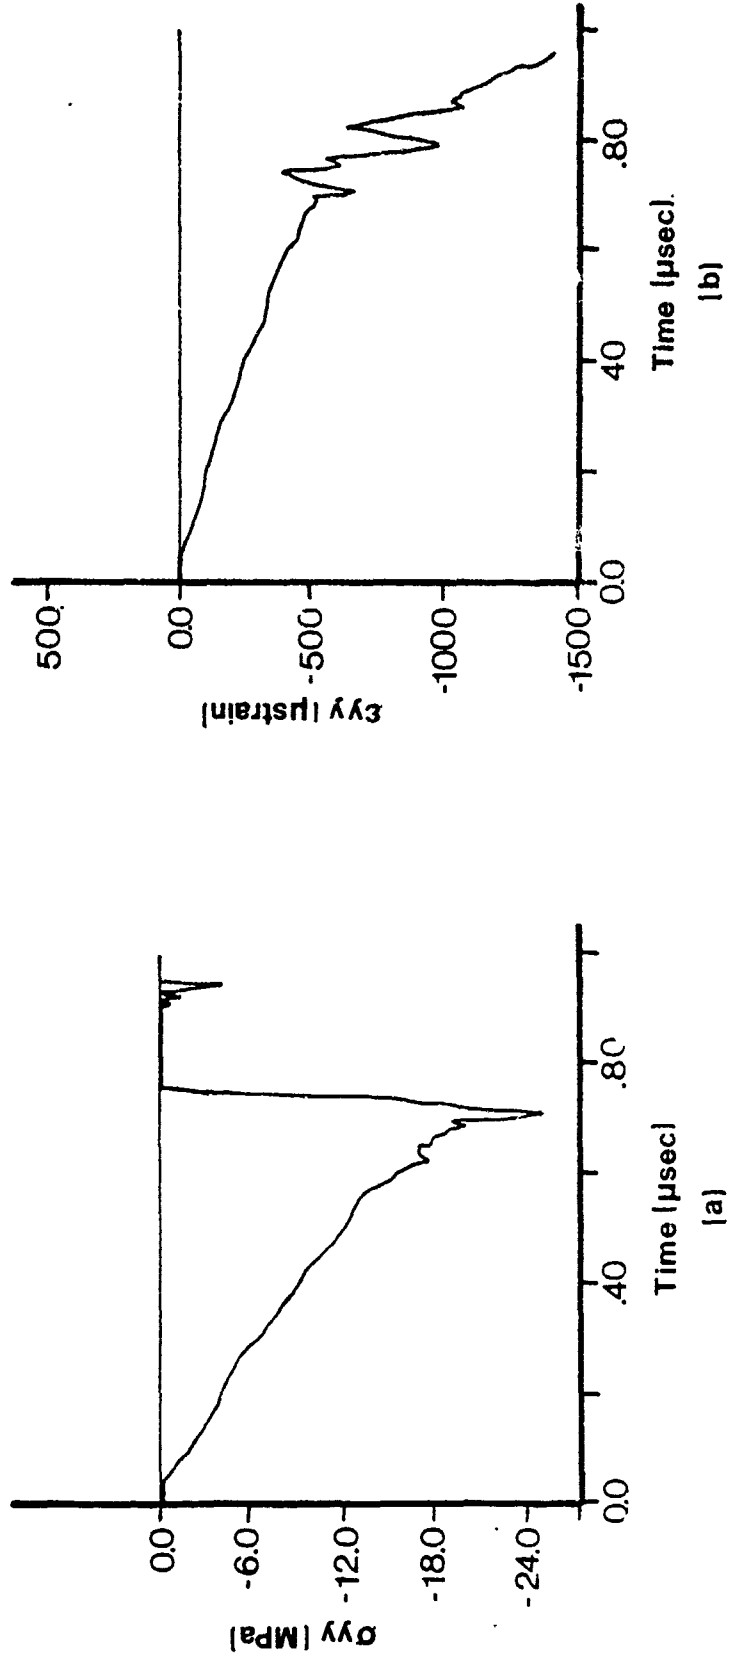 σyy [MPa]
0.0
-6.0
-12.0
-18.0
-24.0
0.0
.40
.80
Time [μsec]
[a]
εyy [μstrain]
500.
0.0
-500
-1000
-1500
0.0
.40
.80
Time [μsec].
[b]